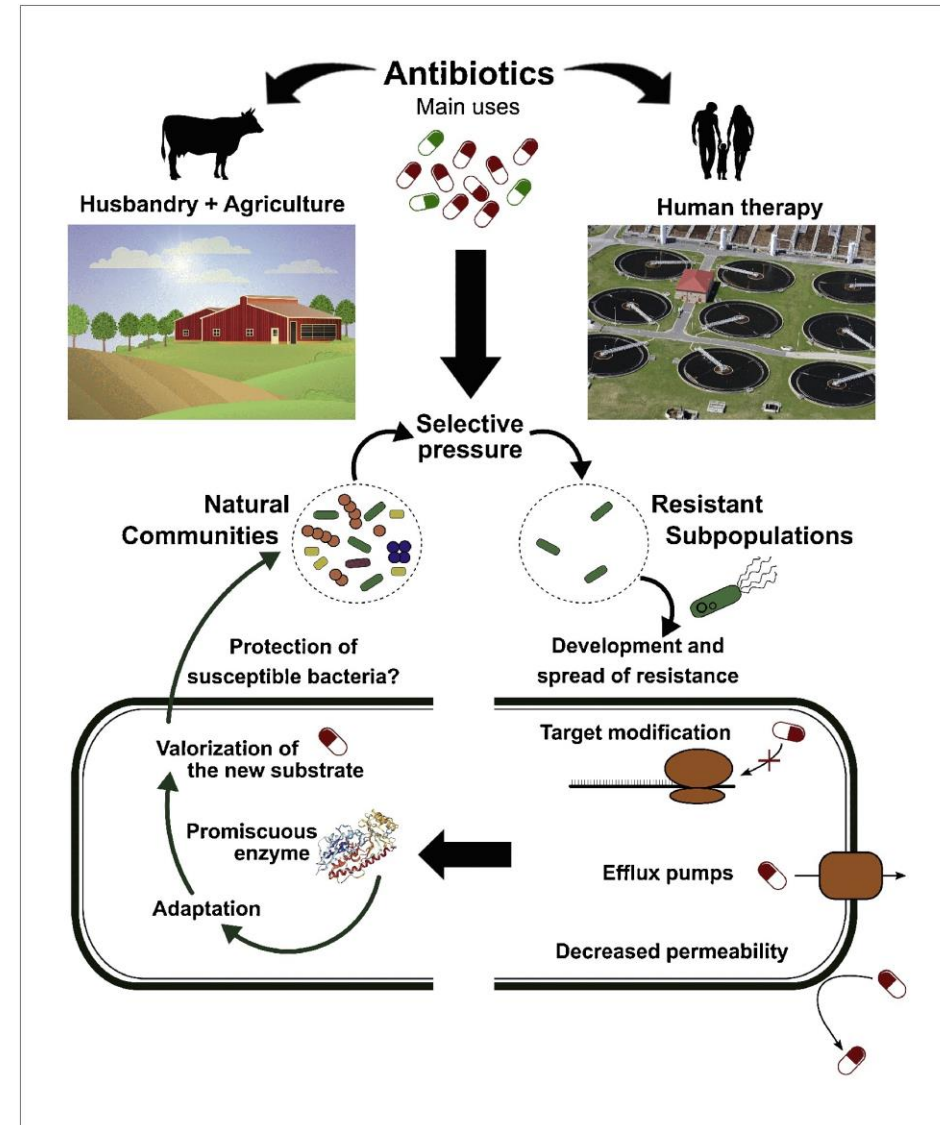 Antibiotics
Main uses
Husbandry + Agriculture
Human therapy
Selective
pressure
Natural
Communities
Resistant
Subpopulations
Protection of
susceptible bacteria?
Development and
spread of resistance
Valorization of
the new substrate
Promiscuous
enzyme
Adaptation
Target modification
Efflux pumps
Decreased permeability